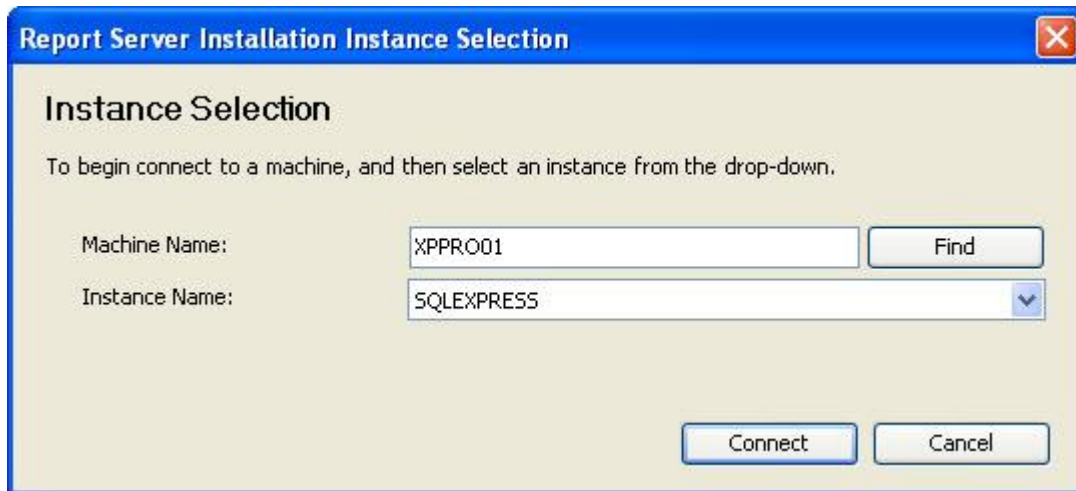 Report Server Installation Instance Selection
Instance Selection
To begin connect to a machine, and then select an instance from the drop-down.
Machine Name:
XPPRO01
Find
Instance Name:
SQLEXPRESS
Connect
Cancel